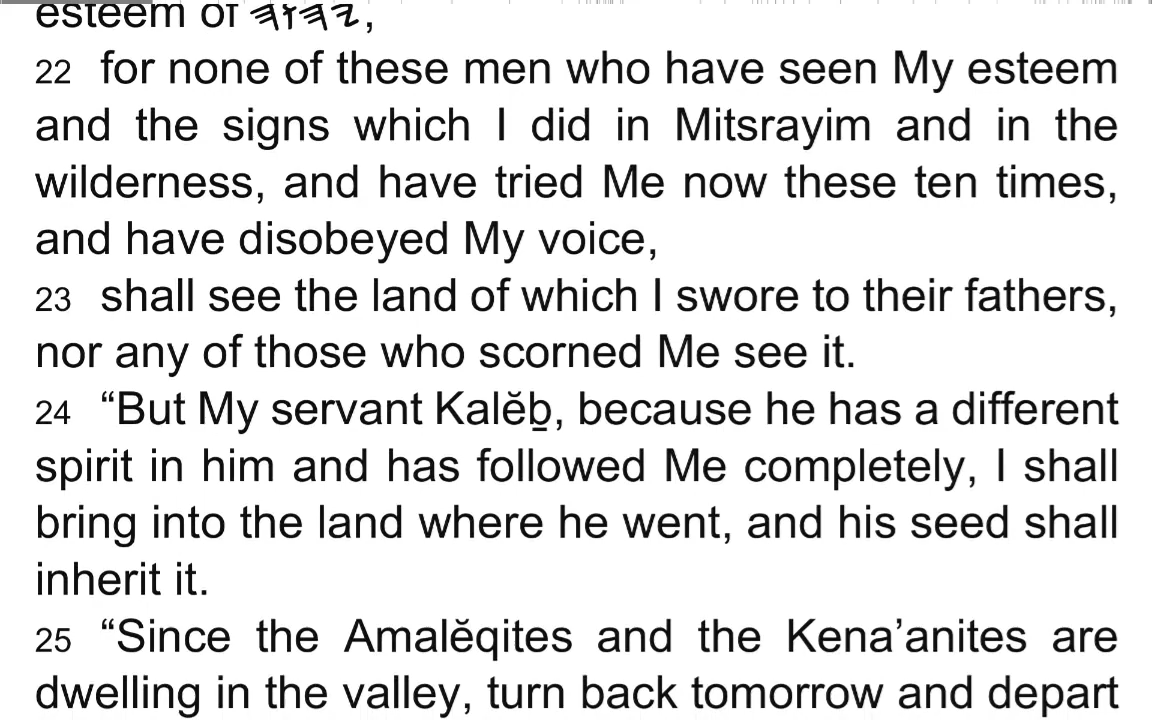 esteem of 𐤉𐤄𐤅𐤄,
22 for none of these men who have seen My esteem
and the signs which I did in Mitsrayim and in the
wilderness, and have tried Me now these ten times,
and have disobeyed My voice,
23 shall see the land of which I swore to their fathers,
nor any of those who scorned Me see it.
24 “But My servant Kalĕḇ, because he has a different
spirit in him and has followed Me completely, I shall
bring into the land where he went, and his seed shall
inherit it.
25 “Since the Amalĕqites and the Kena’anites are
dwelling in the valley, turn back tomorrow and depart